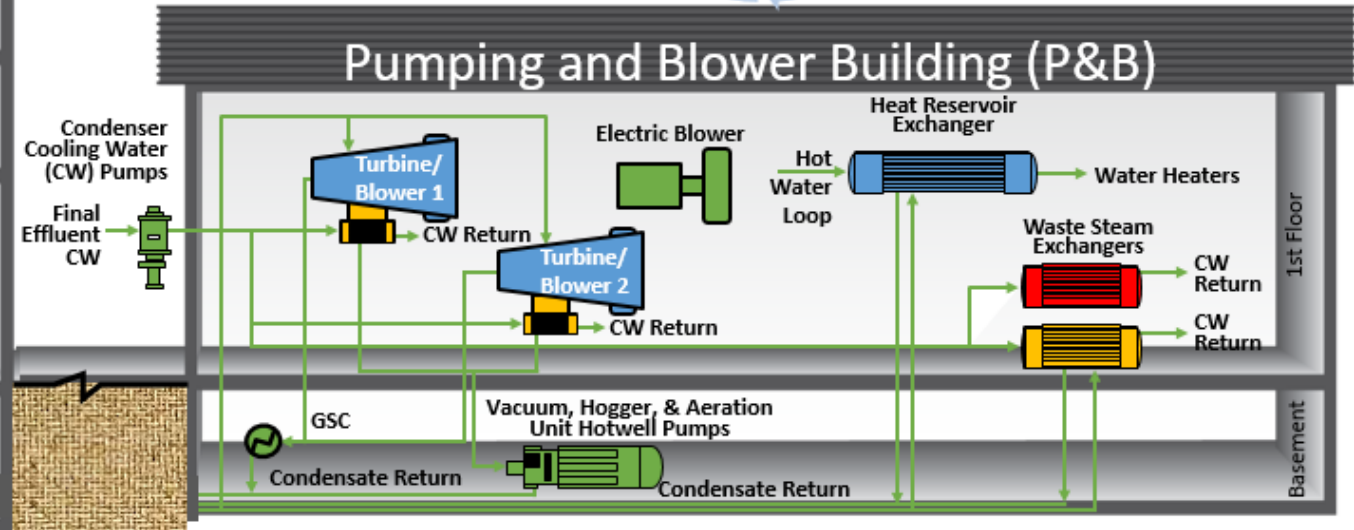 Pumping and Blower Building (P&B)
Condenser
Cooling Water
(CW) Pumps
Final
Effluent
CW
Turbine/
Blower 1
CW Return
Electric Blower
Turbine/
Blower 2
CW Return
Heat Reservoir
Exchanger
Hot
Water
Loop
Water Heaters
Waste Steam
Exchangers
CW
Return
CW
Return
1st Floor
GSC
Condensate Return
Vacuum, Hogger, & Aeration
Unit Hotwell Pumps
Condensate Return
Basement